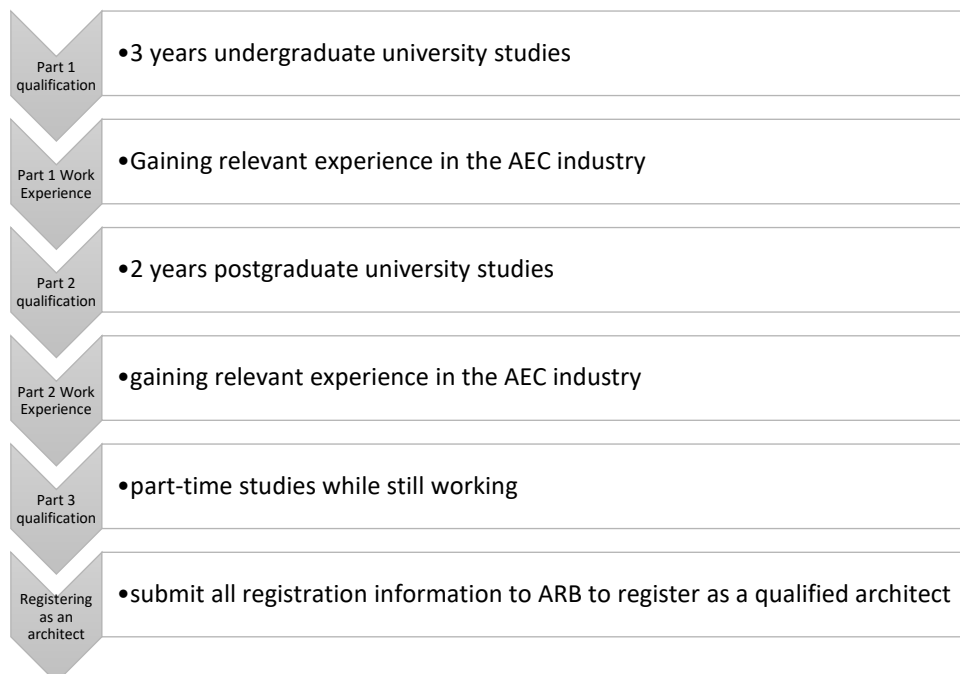 Part 1
qualification
•3 years undergraduate university studies
Part 1 Work
Experience
•Gaining relevant experience in the AEC industry
Part 2
qualification
•2 years postgraduate university studies
Part 2 Work
Experience
•gaining relevant experience in the AEC industry
Part 3
qualification
•part-time studies while still working
Registering
as an
architect
•submit all registration information to ARB to register as a qualified architect